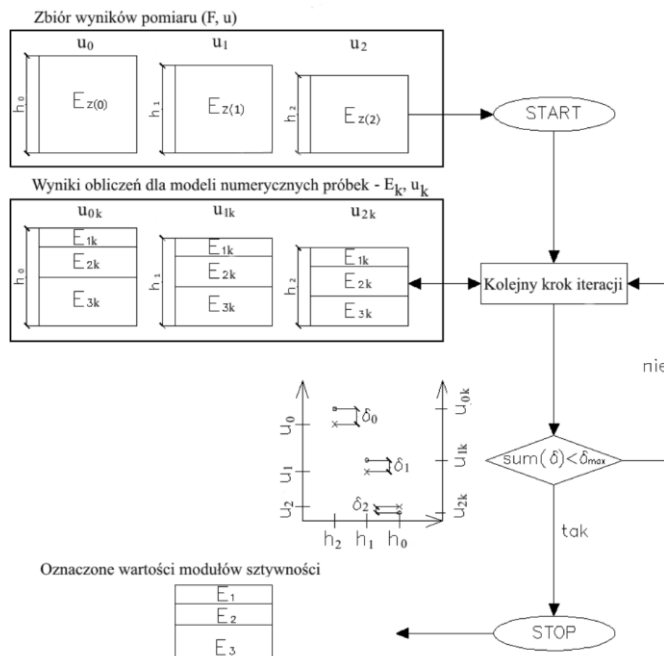 Zbiór wyników pomiaru (F, u)
u0 u1 u2
h0 Ez(0) h1 Ez(1) h2 Ez(2)
START
Wyniki obliczeń dla modeli numerycznych próbek - Ek, uk
u0k u1k u2k
h0 E1k h1 E1k h2 E1k
E2k E2k E2k
E3k E3k E3k
Kolejny krok iteracji
nie
u0 δ0 u0k
u1 δ1 u1k
u2 δ2 u2k
h2 h1 h0
sum(δ)<δmax
tak
Oznaczone wartości modułów sztywności
E1
E2
E3
STOP